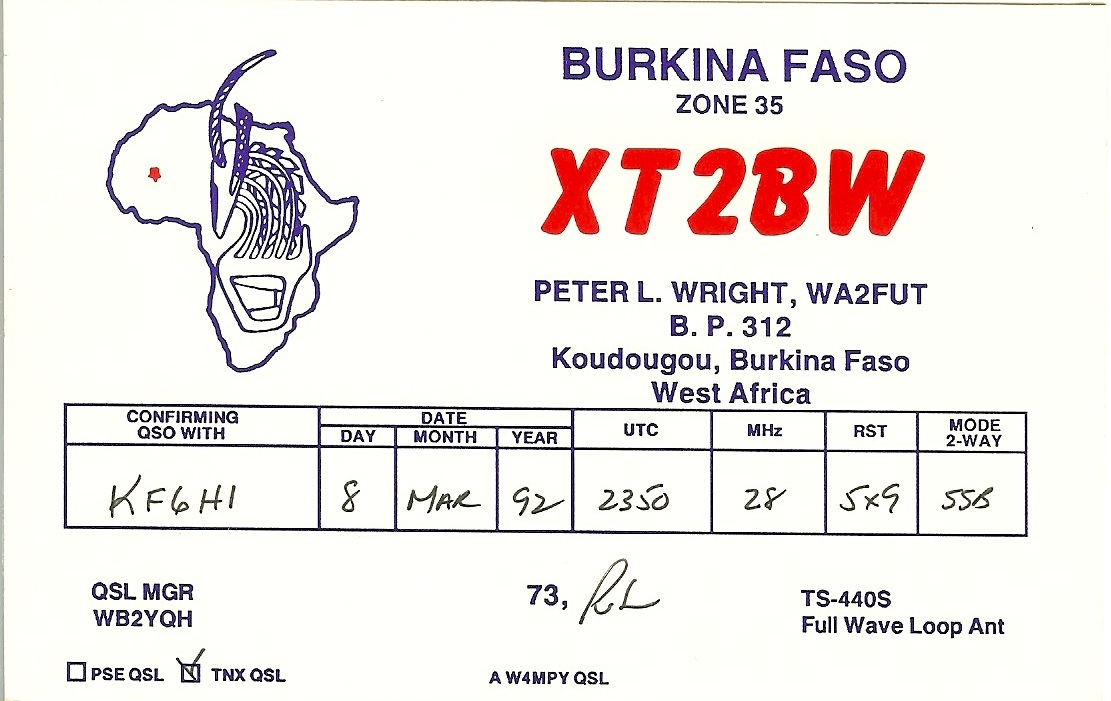 BURKINA FASO
ZONE 35
XT2BW
PETER L. WRIGHT, WA2FUT
B. P. 312
Koudougou, Burkina Faso
West Africa
CONFIRMING QSO WITH DATE DAY MONTH YEAR UTC MHz RST MODE 2-WAY
KF6HI 8 MAR 92 2350 28 5x9 SSB
QSL MGR
WB2YQH
73,
TS-440S
Full Wave Loop Ant
PSE QSL TNX QSL
A W4MPY QSL